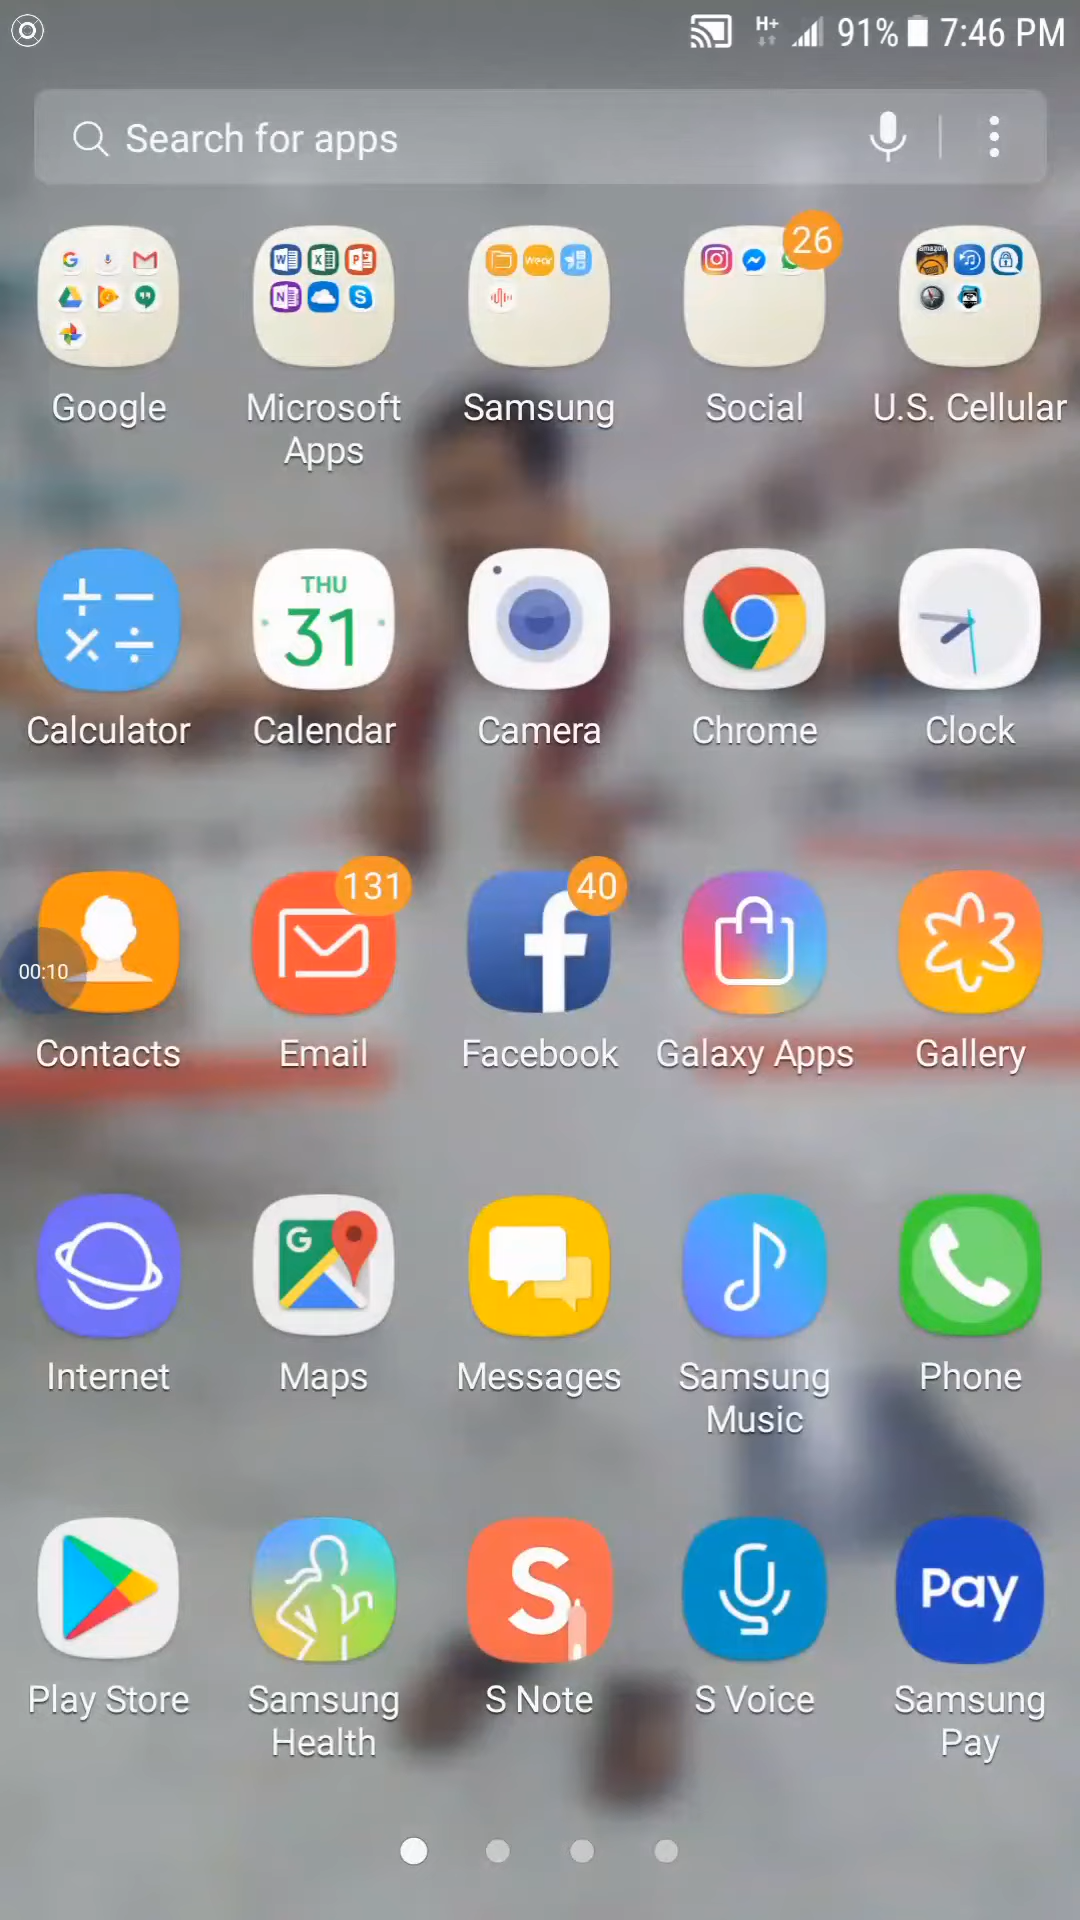 H+ 91% 7:46 PM
Search for apps
26
Google
Microsoft
Apps
Samsung
Social
U.S. Cellular
Calculator
THU
31
Calendar
Camera
Chrome
Clock
00:10
Contacts
131
Email
40
Facebook
Galaxy Apps
Gallery
Internet
G
Maps
Messages
Samsung
Music
Phone
Play Store
Samsung
Health
S
S Note
S Voice
Pay
Samsung
Pay